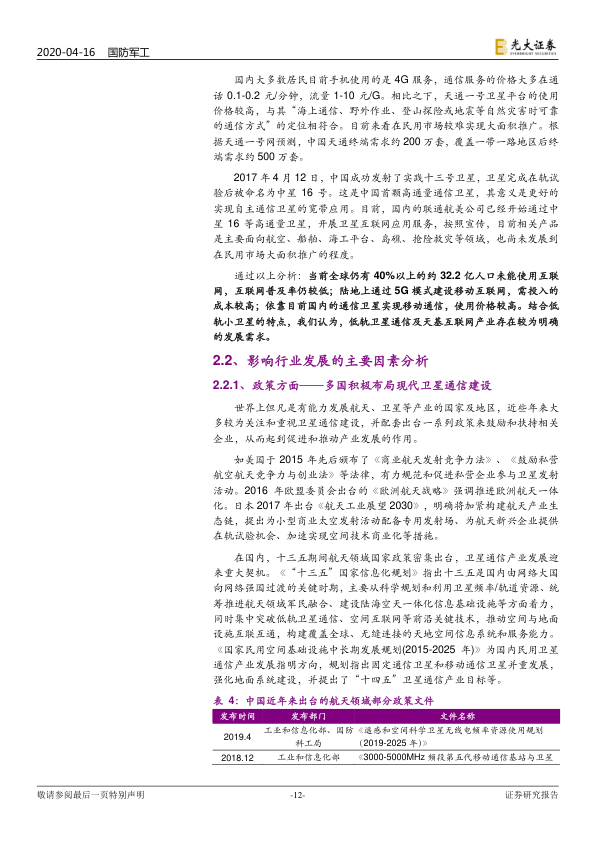 2020-04-16 国防军工
光大证券
EVERBRIGHT SECURITIES
国内大多数居民目前手机使用的是 4G 服务，通信服务的价格大多在通
话 0.1-0.2 元/分钟，流量 1-10 元/G。相比之下，天通一号卫星平台的使用
价格较高，与其“海上通信、野外作业、登山探险或地震等自然灾害时可靠
的通信方式”的定位相符合。目前来看在民用市场较难实现大面积推广。根
据天通一号网预测，中国天通终端需求约 200 万套，覆盖一带一路地区后终
端需求约 500 万套。
2017 年 4 月 12 日，中国成功发射了实践十三号卫星，卫星完成在轨试
验后被命名为中星 16 号。这是中国首颗高通量通信卫星，其意义是更好的
实现自主通信卫星的宽带应用。目前，国内的联通航美公司已经开始通过中
星 16 等高通量卫星，开展卫星互联网应用服务，按照宣传，目前相关产品
是主要面向航空、船舶、海工平台、岛礁、抢险救灾等领域，也尚未发展到
在民用市场大面积推广的程度。
通过以上分析：当前全球仍有 40%以上的约 32.2 亿人口未能使用互联
网，互联网普及率仍较低；陆地上通过 5G 模式建设移动互联网，需投入的
成本较高；依靠目前国内的通信卫星实现移动通信，使用价格较高。结合低
轨小卫星的特点，我们认为，低轨卫星通信及天基互联网产业存在较为明确
的发展需求。
2.2、影响行业发展的主要因素分析
2.2.1、政策方面——多国积极布局现代卫星通信建设
世界上但凡是有能力发展航天、卫星等产业的国家及地区，近些年来大
多较为关注和重视卫星通信建设，并配套出台一系列政策来鼓励和扶持相关
企业，从而起到促进和推动产业发展的作用。
如美国于 2015 年先后颁布了《商业航天发射竞争力法》、《鼓励私营
航空航天竞争力与创业法》等法律，有力规范和促进私营企业参与卫星发射
活动。2016 年欧盟委员会出台的《欧洲航天战略》强调推进欧洲航天一体
化。日本 2017 年出台《航天工业展望 2030》，明确将加紧构建航天产业生
态链，提出为小型商业太空发射活动配备专用发射场、为航天新兴企业提供
在轨试验机会、加速实现空间技术商业化等措施。
在国内，十三五期间航天领域国家政策密集出台，卫星通信产业发展迎
来重大契机。《“十三五”国家信息化规划》指出十三五是国内由网络大国
向网络强国过渡的关键时期，主要从科学规划和利用卫星频率/轨道资源、统
筹推进航天领域军民融合、建设陆海空天一体化信息基础设施等方面着力，
同时集中突破低轨卫星通信、空间互联网等前沿关键技术，推动空间与地面
设施互联互通，构建覆盖全球、无缝连接的天地空间信息系统和服务能力。
《国家民用空间基础设施中长期发展规划(2015-2025 年)》为国内民用卫星
通信产业发展指明方向，规划指出固定通信卫星和移动通信卫星并重发展，
强化地面系统建设，并提出了“十四五”卫星通信产业目标等。
表 4：中国近年来出台的航天领域部分政策文件
发布时间 发布部门 文件名称
2019.4 工业和信息化部、国防科工局 《遥感和空间科学卫星无线电频率资源使用规划（2019-2025 年）》
2018.12 工业和信息化部 《3000-5000MHz 频段第五代移动通信基站与卫星
敬请参阅最后一页特别声明 -12- 证券研究报告